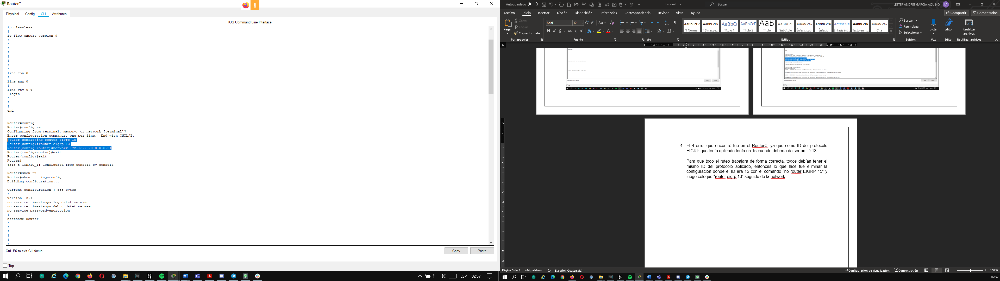 RouterC
Physical Config CLI Attributes
IOS Command Line Interface
ip classless
!
ip flow-export version 9
!
!
!
!
!
!
!
!
line con 0
!
line aux 0
!
line vty 0 4
login
!
!
!
end
Router#config
Router#configure
Configuring from terminal, memory, or network [terminal]?
Enter configuration commands, one per line. End with CNTL/Z.
Router(config)#no router eigrp 15
Router(config)#router eigrp 13
Router(config-router)#network 172.16.20.0 0.0.0.31
Router(config-router)#exit
Router(config)#exit
Router#
%SYS-5-CONFIG_I: Configured from console by console
Router#show ru
Router#show running-config
Building configuration...
Current configuration : 855 bytes
!
version 12.4
no service timestamps log datetime msec
no service timestamps debug datetime msec
no service password-encryption
!
hostname Router
!
!
!
!
!
!
Ctrl+F6 to exit CLI focus
Copy Paste
Top
ESP 02:57
Autoguardado Laborat... Buscar LESTER ANDRES GARCIA AQUINO LA
Archivo Inicio Insertar Diseño Disposición Referencias Correspondencia Revisar Vista Ayuda Compartir Comentarios
Pegar Cortar
Copiar
Copiar formato
Portapapeles
Arial 12
N K S
Fuente
Párrafo
AaBbCcDc ¶ Normal
AaBbCcDc ¶ Sin espa...
AaBbCc Título 1
AaBbCcD Título 2
AaB Título
AaBbCcD Subtítulo
AaBbCcDc Énfasis sutil
AaBbCcDc Énfasis
AaBbCcDc Énfasis int...
AaBbCcDc Texto en n...
AaBbCcDc Cita
Estilos
Buscar
Reemplazar
Seleccionar
Edición
Dictar
Voz
Editor
Editor
Reutilizar archivos
Reutilizar archivos
4. El 4 error que encontré fue en el RouterC, ya que como ID del protocolo
EIGRP que tenía aplicado tenía un 15 cuando debería de ser un ID 13.
Para que todo el ruteo trabajara de forma correcta, todos debían tener el
mismo ID del protocolo aplicado, entonces lo que hice fue eliminar la
configuración donde el ID era 15 con el comando “no router EIGRP 15” y
luego coloque “router eigrp 13” seguido de la network…
Página 5 de 5 444 palabras Español (Guatemala) Configuración de visualización Concentración 100 %
02:57